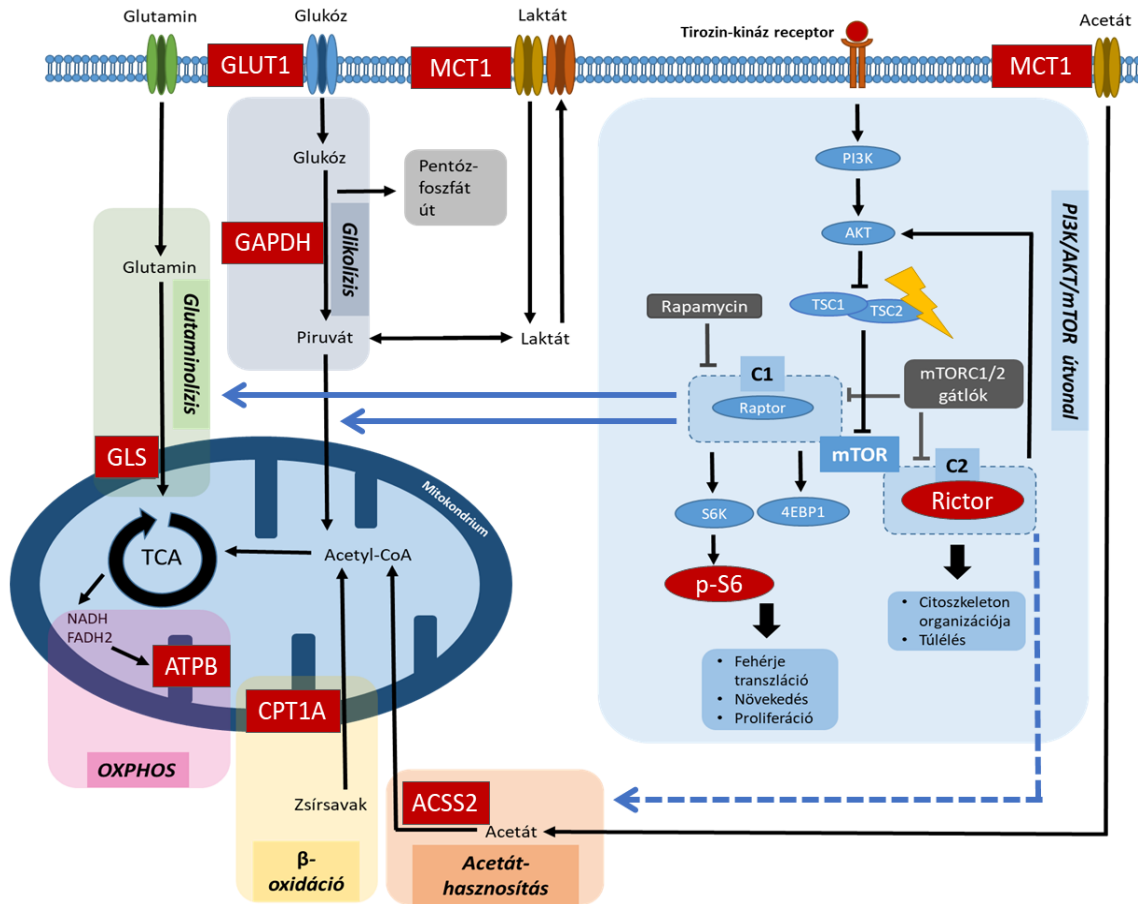 Glutamin
Glukóz
Laktát
Tirozin-kináz receptor
Acetát
GLUT1
MCT1
MCT1
Glukóz
Pentóz-
foszfát
út
GAPDH
Glikolízis
Glutamin
Glutaminolízis
Piruvát
Laktát
PI3K
AKT
TSC1
TSC2
PI3K/AKT/mTOR útvonal
Rapamycin
C1
Raptor
mTORC1/2
gátlók
mTOR
C2
Rictor
S6K
4EBP1
p-S6
• Citoszkeleton
organizációja
• Túlélés
• Fehérje
transzláció
• Növekedés
• Proliferáció
GLS
Mitokondrium
TCA
Acetyl-CoA
NADH
FADH2
ATPB
CPT1A
OXPHOS
Zsírsavak
β-
oxidáció
ACSS2
Acetát
Acetát-
hasznosítás